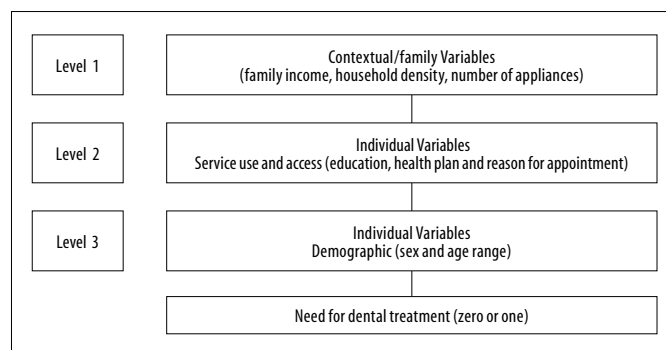 Level 1
Contextual/family Variables
(family income, household density, number of appliances)
Level 2
Individual Variables
Service use and access (education, health plan and reason for appointment)
Level 3
Individual Variables
Demographic (sex and age range)
Need for dental treatment (zero or one)